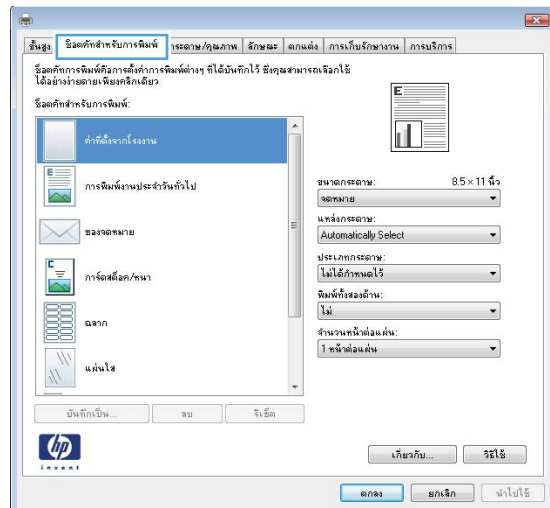 ขั้นสูง ช็อตคัทสำหรับการพิมพ์ กระดาษ/คุณภาพ ลักษณะ ตกแต่ง การเก็บรักษางาน การบริการ
ช็อตคัทการพิมพ์คือการตั้งค่าการพิมพ์ต่างๆ ที่ได้บันทึกไว้ ซึ่งคุณสามารถเลือกใช้
ได้อย่างง่ายดายเพียงคลิกเดียว
ช็อตคัทสำหรับการพิมพ์:
ค่าที่ตั้งจากโรงงาน
การพิมพ์งานประจำวันทั่วไป
ซองจดหมาย
การ์ดสต็อค/หนา
ฉลาก
แผ่นใส
บันทึกเป็น... ลบ รีเซ็ต
E
ขนาดกระดาษ: 8.5 × 11 นิ้ว
จดหมาย
แหล่งกระดาษ:
Automatically Select
ประเภทกระดาษ:
ไม่ได้กำหนดไว้
พิมพ์ทั้งสองด้าน:
ไม่
จำนวนหน้าต่อแผ่น:
1 หน้าต่อแผ่น
hp
invent
เกี่ยวกับ... วิธีใช้
ตกลง ยกเลิก นำไปใช้